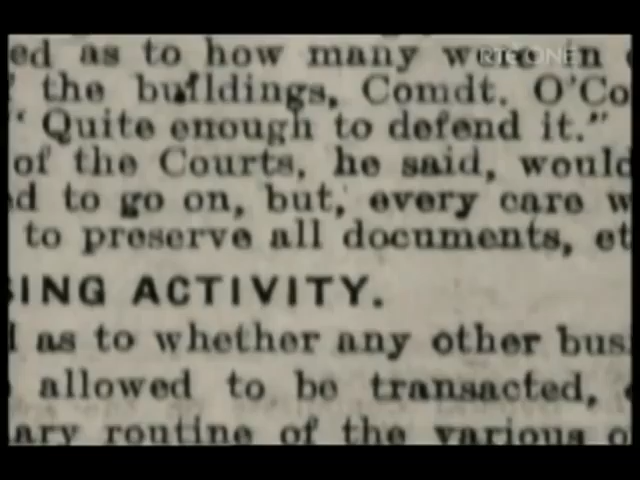 ed as to how many were in
RTÉ ONE
the buildings, Comdt. O'Co
“ Quite enough to defend it.”
of the Courts, he said, would
d to go on, but, every care w
to preserve all documents, et
ING ACTIVITY.
as to whether any other bus
allowed to be transacted,
ary routine of the various o